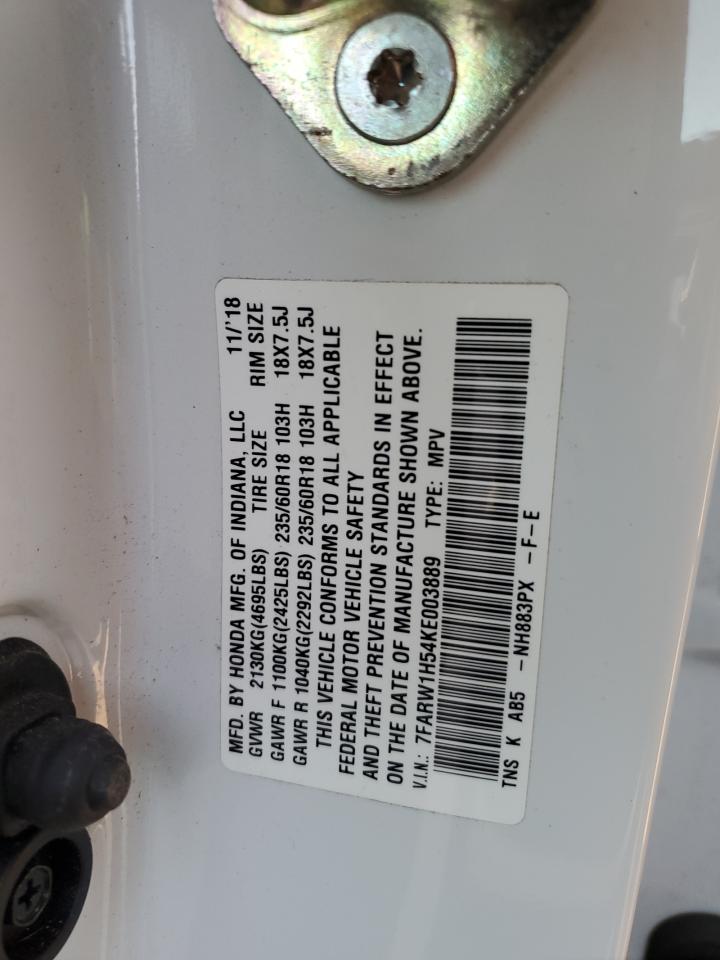 MFD. BY HONDA MFG. OF INDIANA, LLC 11/'18
GVWR 2130KG(4695LBS) TIRE SIZE RIM SIZE
GAWR F 1100KG(2425LBS) 235/60R18 103H 18X7.5J
GAWR R 1040KG(2292LBS) 235/60R18 103H 18X7.5J
THIS VEHICLE CONFORMS TO ALL APPLICABLE
FEDERAL MOTOR VEHICLE SAFETY
AND THEFT PREVENTION STANDARDS IN EFFECT
ON THE DATE OF MANUFACTURE SHOWN ABOVE.
V.I.N.: 7FARW1H54KE003889 TYPE: MPV
TNS K AB5 -NH883PX -F-E